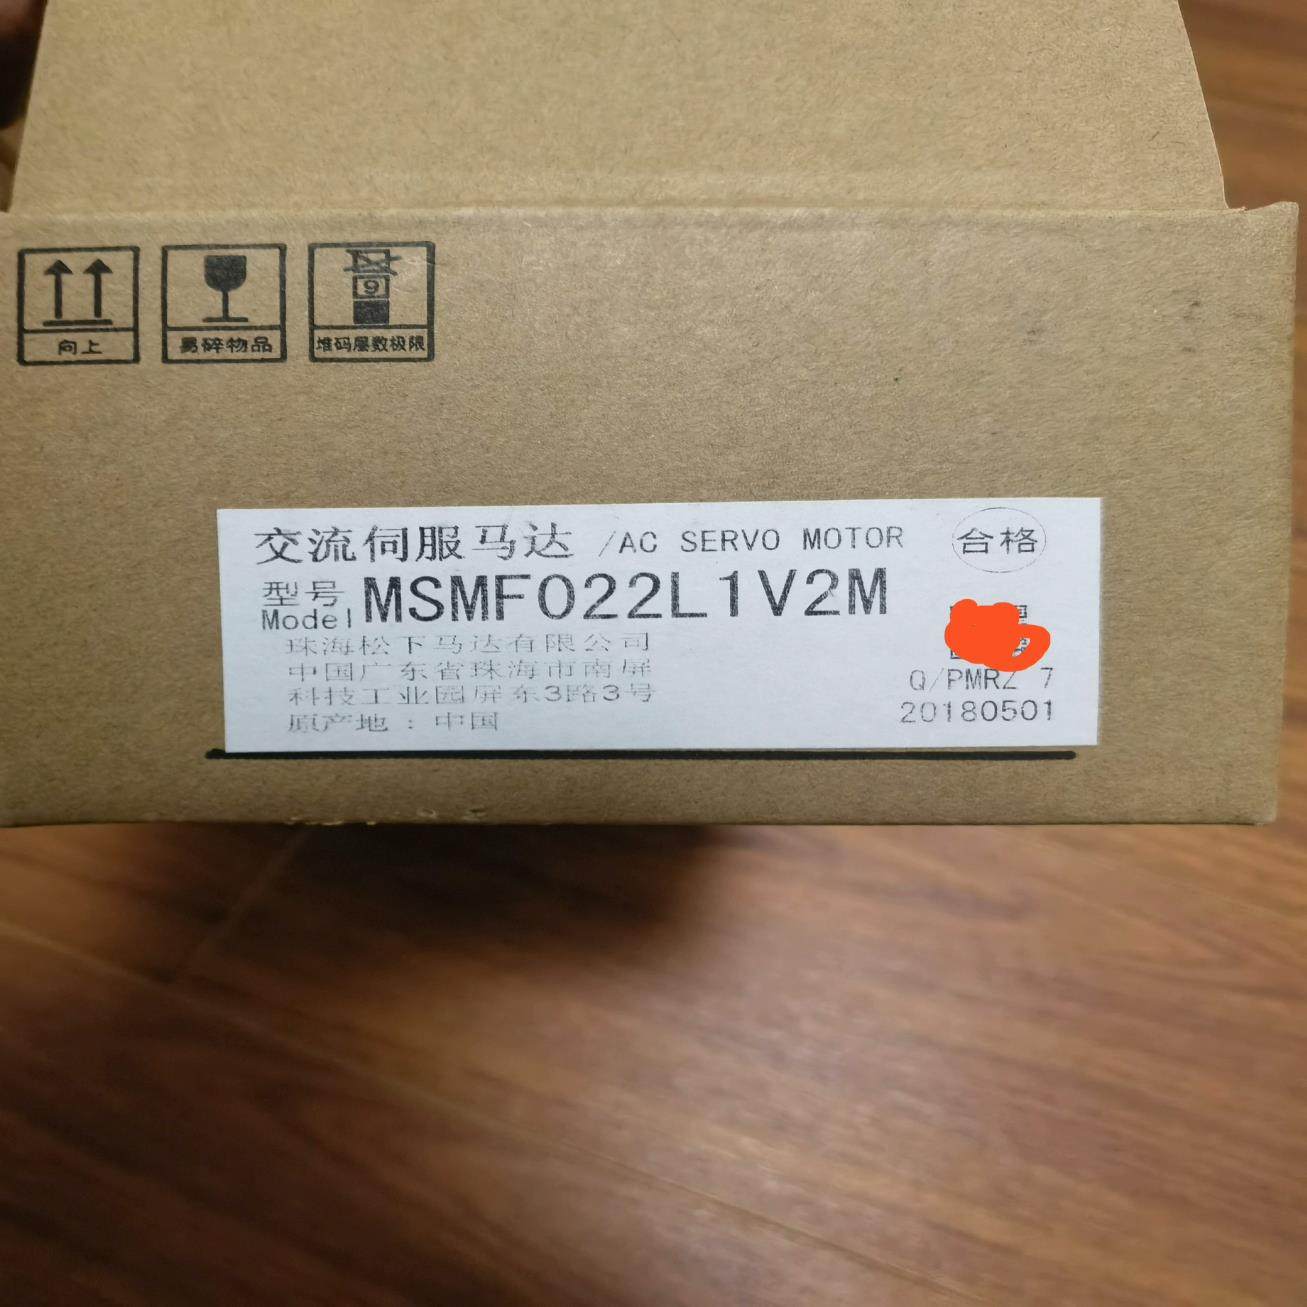 向上
易碎物品
9
堆码层数极限
交流伺服马达 /AC SERVO MOTOR
合格
型号
Model MSMF022L1V2M
珠海松下马达有限公司
中国广东省珠海市南屏
科技工业园屏东3路3号
原产地：中国
Q/PMRZ 7
20180501